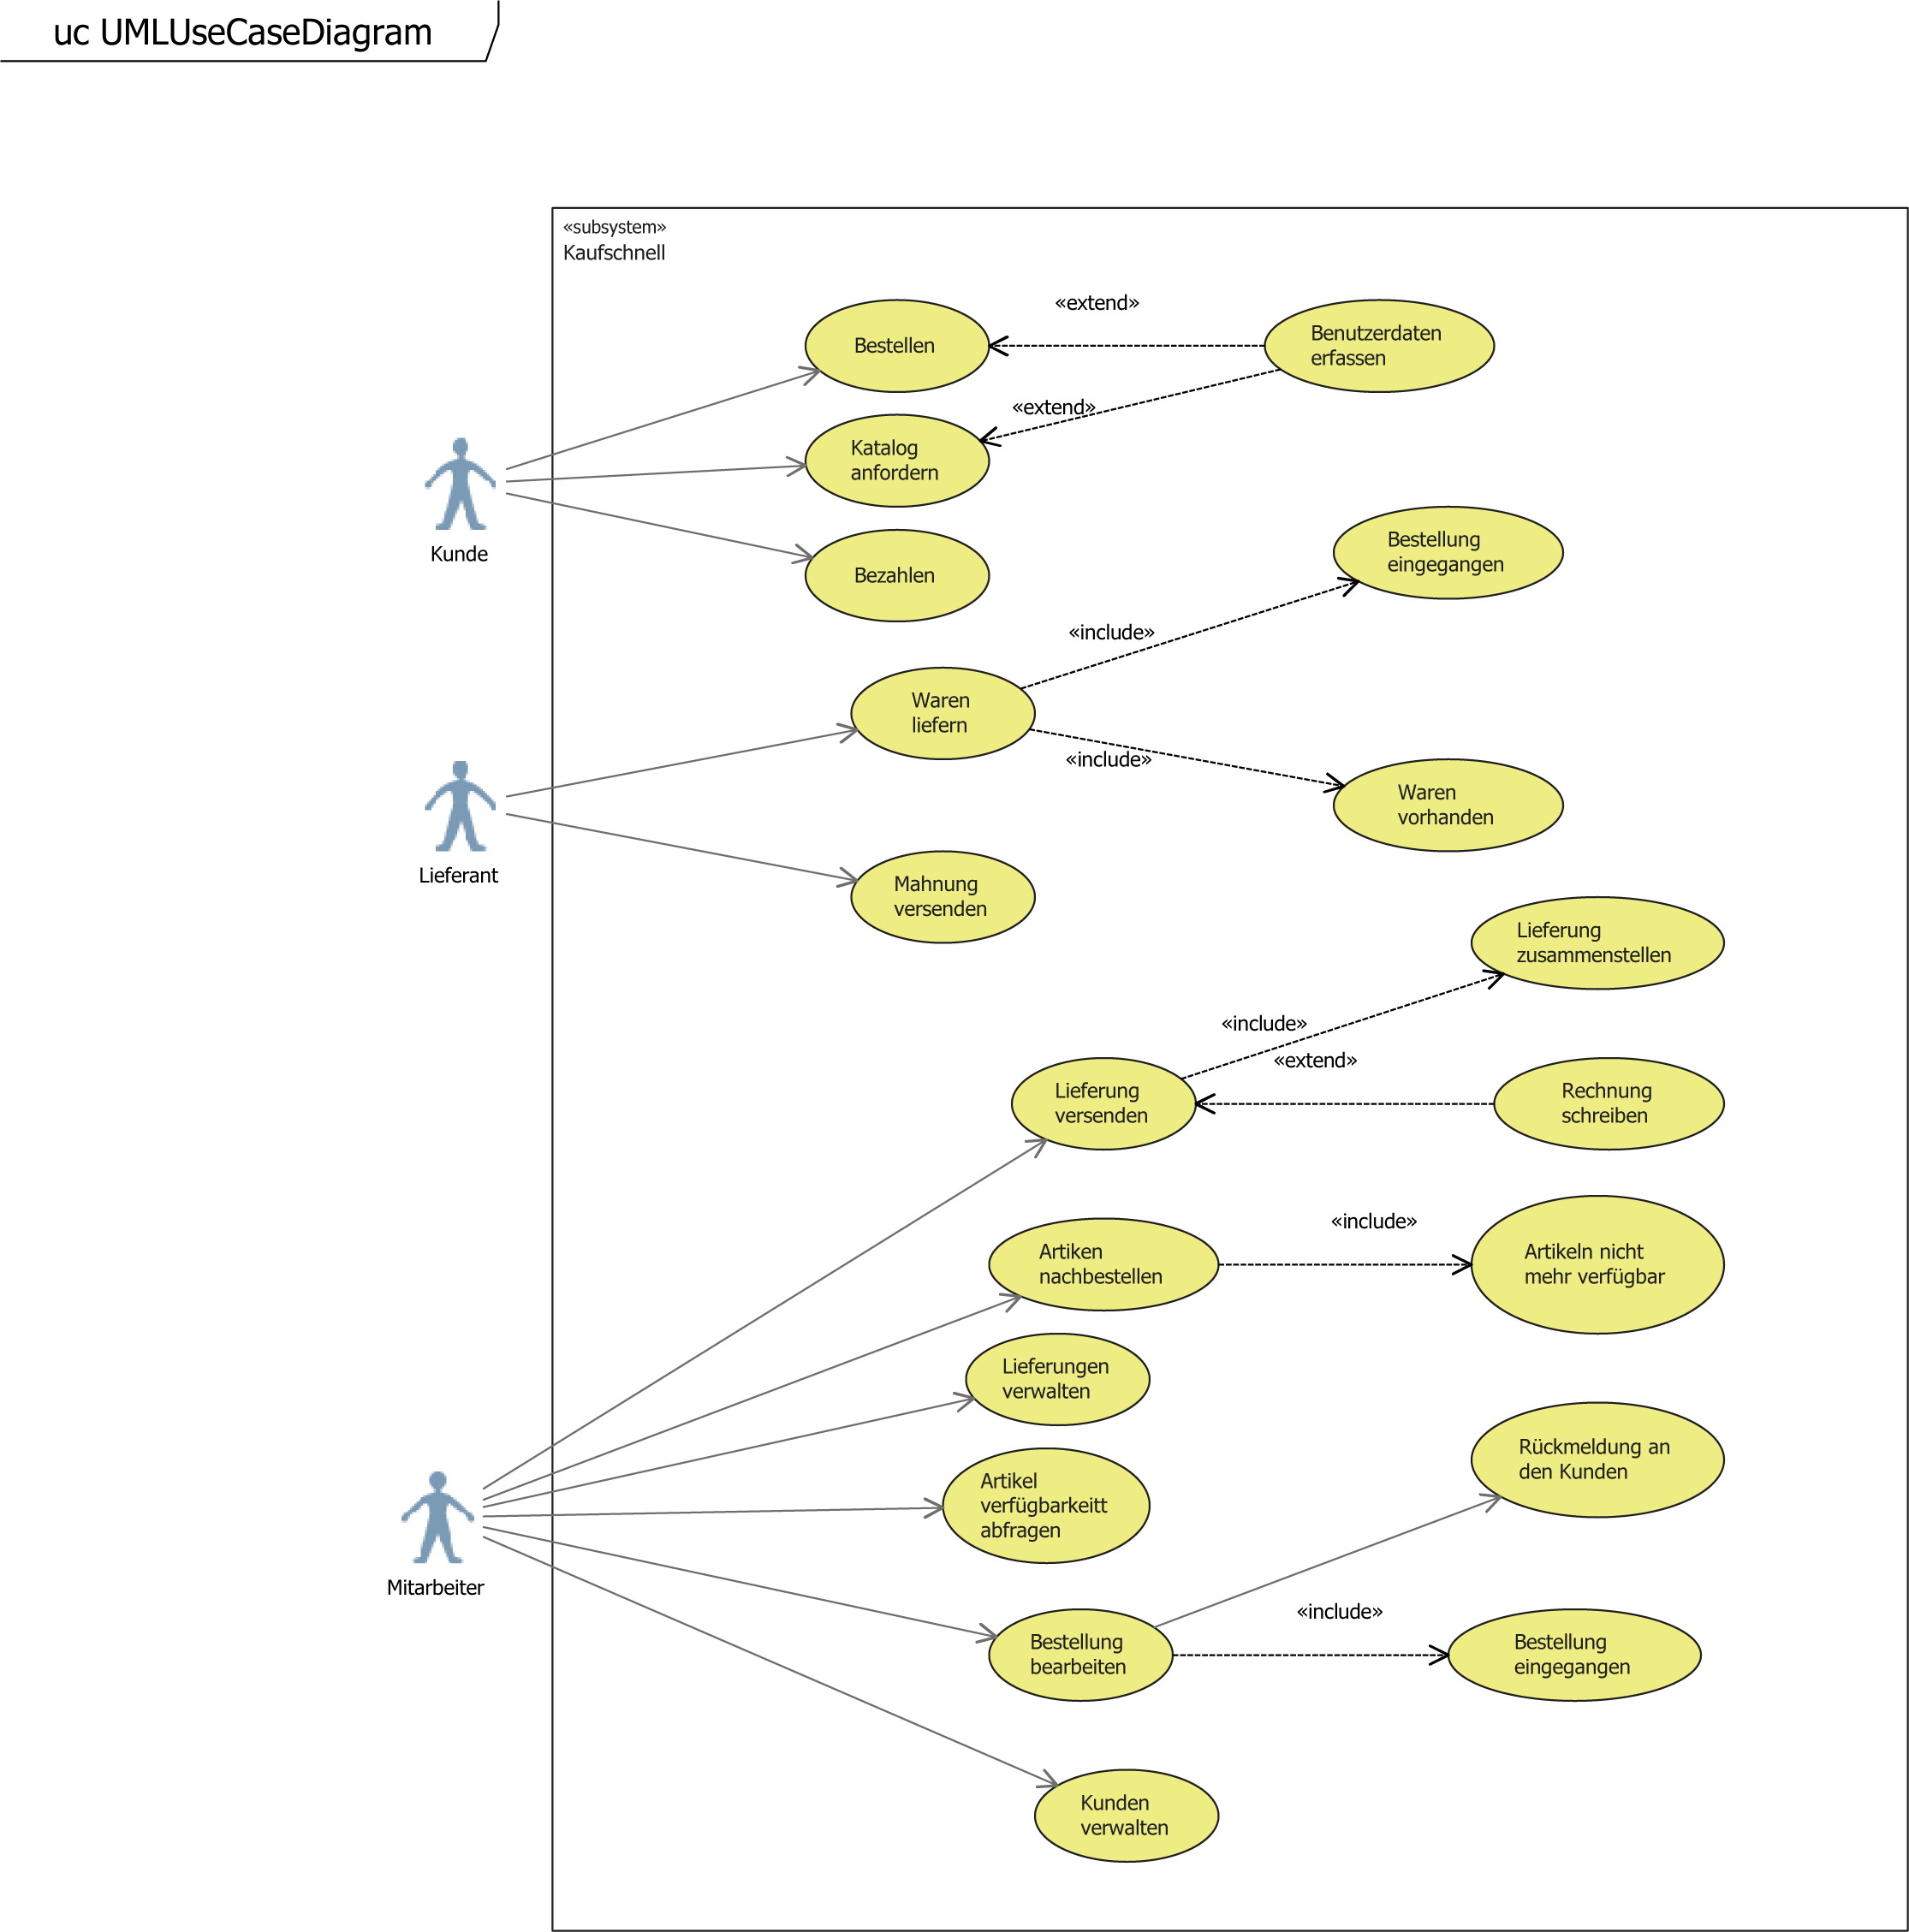 uc UMLUseCaseDiagram
«subsystem»
Kaufschnell
«extend»
Bestellen
Benutzerdaten
erfassen
«extend»
Katalog
anfordern
Kunde
Bezahlen
Bestellung
eingegangen
«include»
Waren
liefern
«include»
Waren
vorhanden
Lieferant
Mahnung
versenden
Lieferung
zusammenstellen
«include»
«extend»
Lieferung
versenden
Rechnung
schreiben
«include»
Artiken
nachbestellen
Artikeln nicht
mehr verfügbar
Lieferungen
verwalten
Rückmeldung an
den Kunden
Artikel
verfügbarkeitt
abfragen
Mitarbeiter
«include»
Bestellung
bearbeiten
Bestellung
eingegangen
Kunden
verwalten